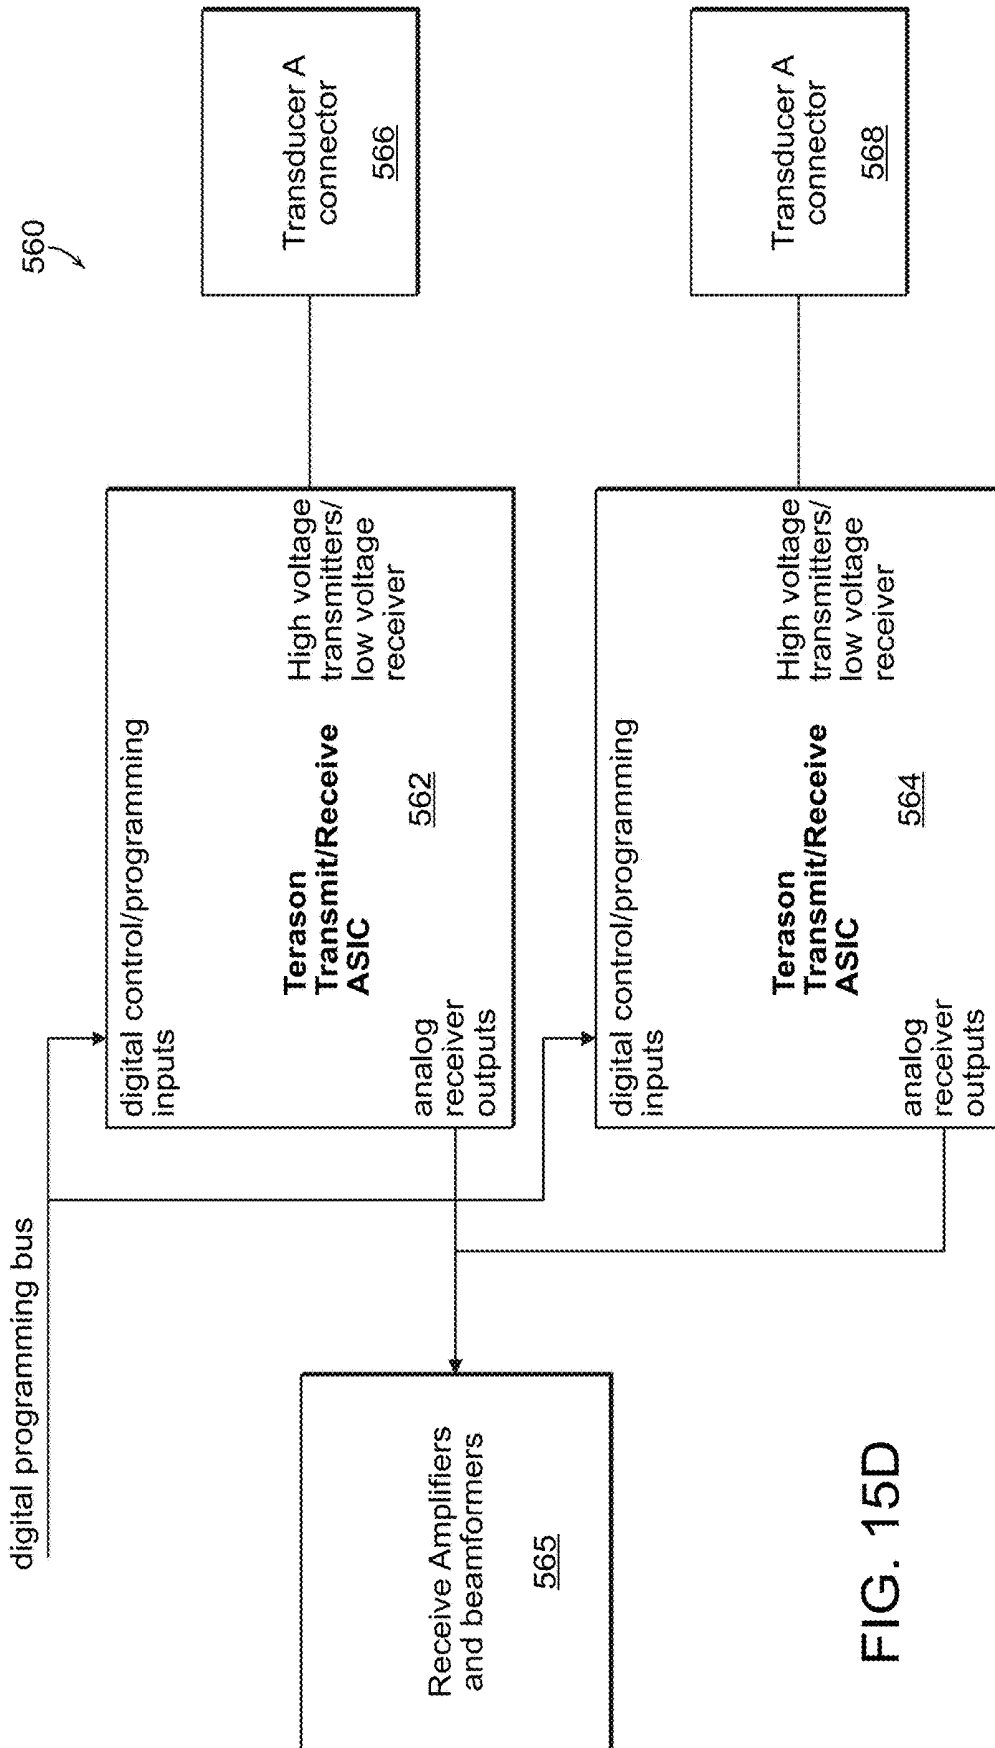 560
digital programming bus
digital control/programming
inputs
Terason
Transmit/Receive
ASIC
562
High voltage
transmitters/
low voltage
receiver
analog
receiver
outputs
Transducer A
connector
566
Receive Amplifiers
and beamformers
565
digital control/programming
inputs
Terason
Transmit/Receive
ASIC
564
High voltage
transmitters/
low voltage
receiver
analog
receiver
outputs
Transducer A
connector
568
FIG. 15D